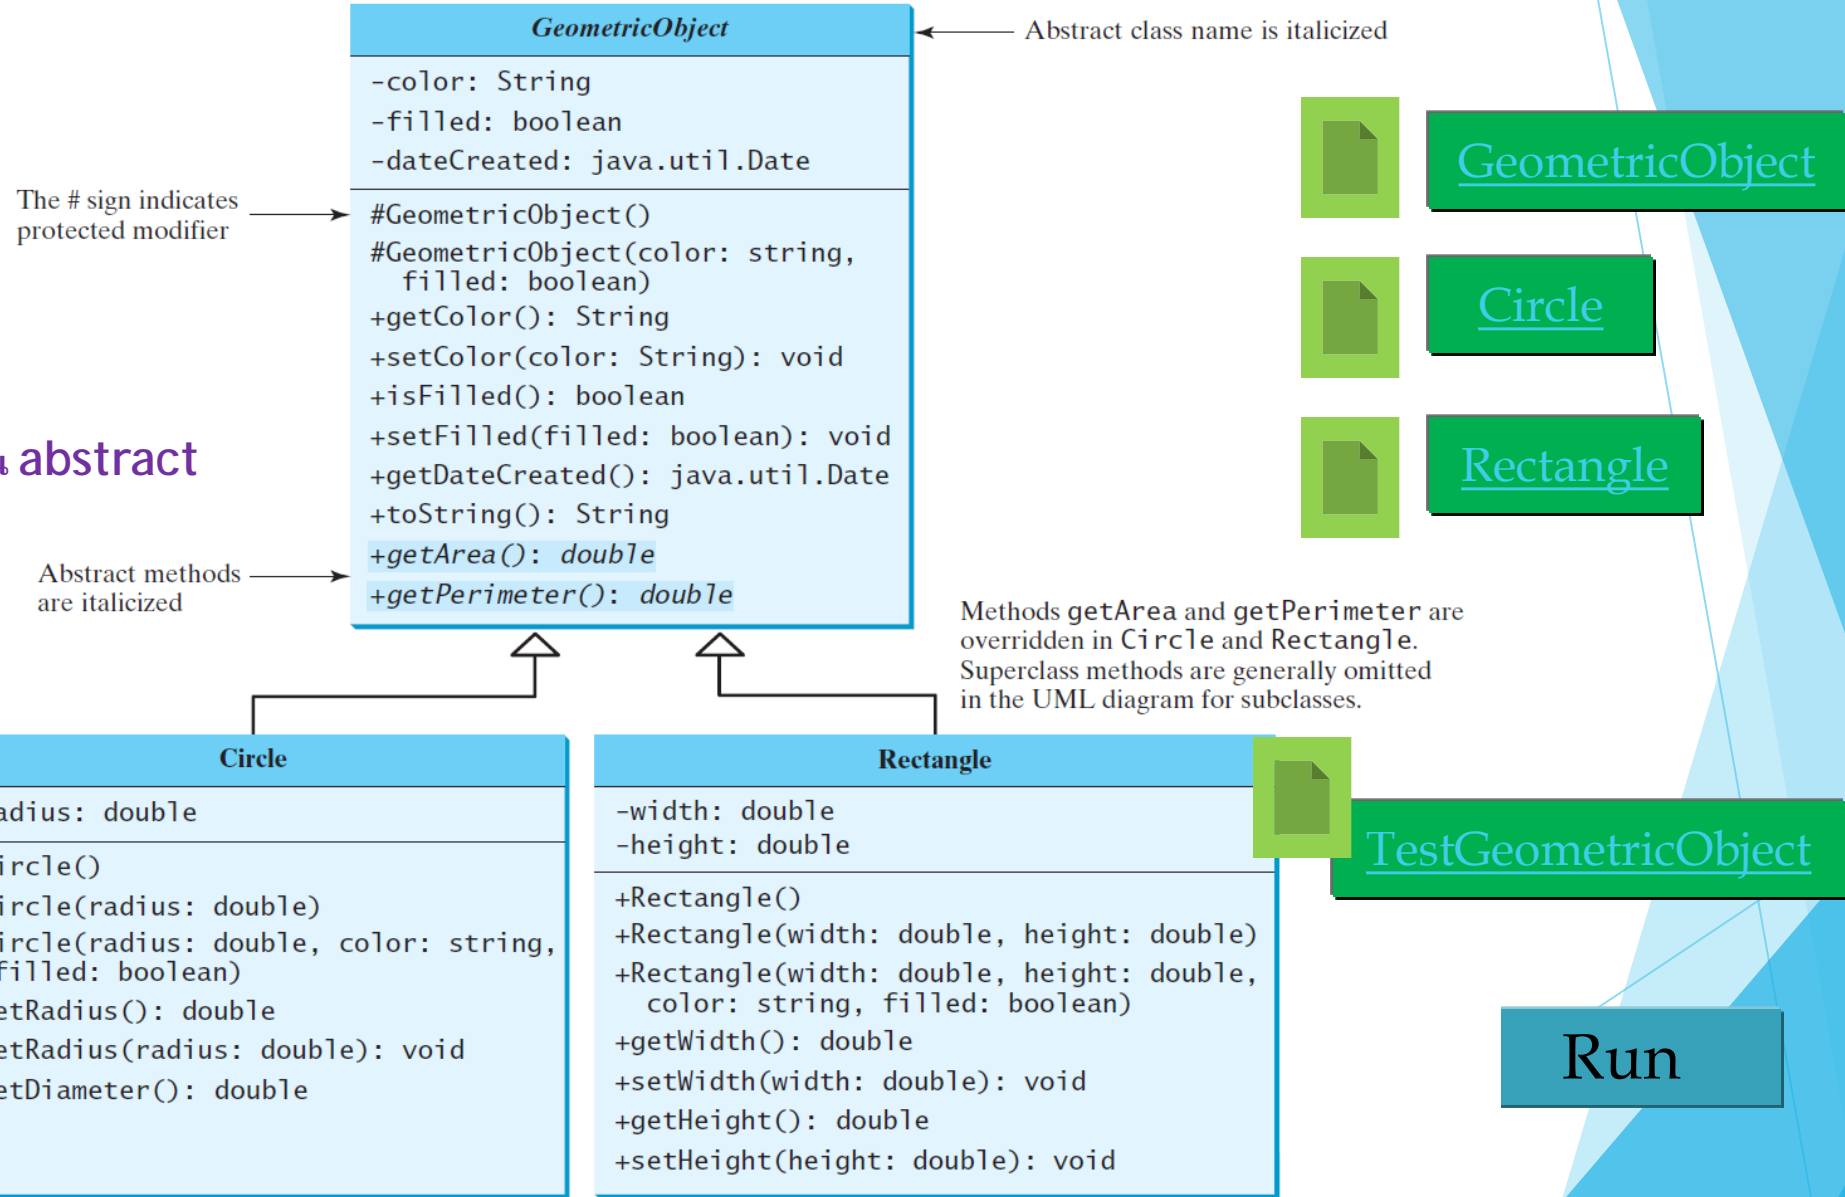 GeometricObject
Abstract class name is italicized
-color: String
-filled: boolean
-dateCreated: java.util.Date
The # sign indicates
protected modifier
#GeometricObject()
#GeometricObject(color: string,
filled: boolean)
+getColor(): String
+setColor(color: String): void
+isFilled(): boolean
+setFilled(filled: boolean): void
+getDateCreated(): java.util.Date
+toString(): String
+getArea(): double
+getPerimeter(): double
abstract
Abstract methods
are italicized
GeometricObject
Circle
Rectangle
Methods getArea and getPerimeter are
overridden in Circle and Rectangle.
Superclass methods are generally omitted
in the UML diagram for subclasses.
Circle
adius: double
ircle()
ircle(radius: double)
ircle(radius: double, color: string,
filled: boolean)
etRadius(): double
etRadius(radius: double): void
etDiameter(): double
Rectangle
-width: double
-height: double
+Rectangle()
+Rectangle(width: double, height: double)
+Rectangle(width: double, height: double,
color: string, filled: boolean)
+getWidth(): double
+setWidth(width: double): void
+getHeight(): double
+setHeight(height: double): void
TestGeometricObject
Run